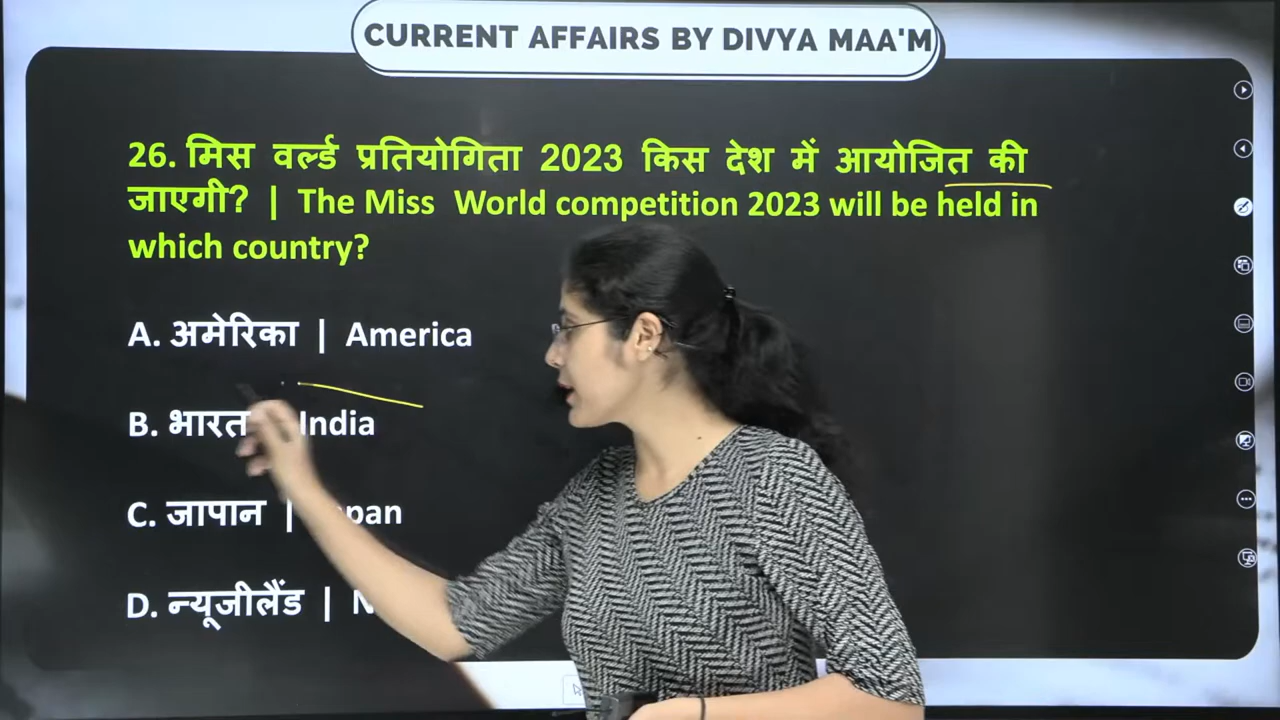 CURRENT AFFAIRS BY DIVYA MAA'M
26. मिस वर्ल्ड प्रतियोगिता 2023 किस देश में आयोजित की
जाएगी? | The Miss World competition 2023 will be held in
which country?
A. अमेरिका | America
B. भारत India
C. जापान |
D. न्यूजीलैंड |